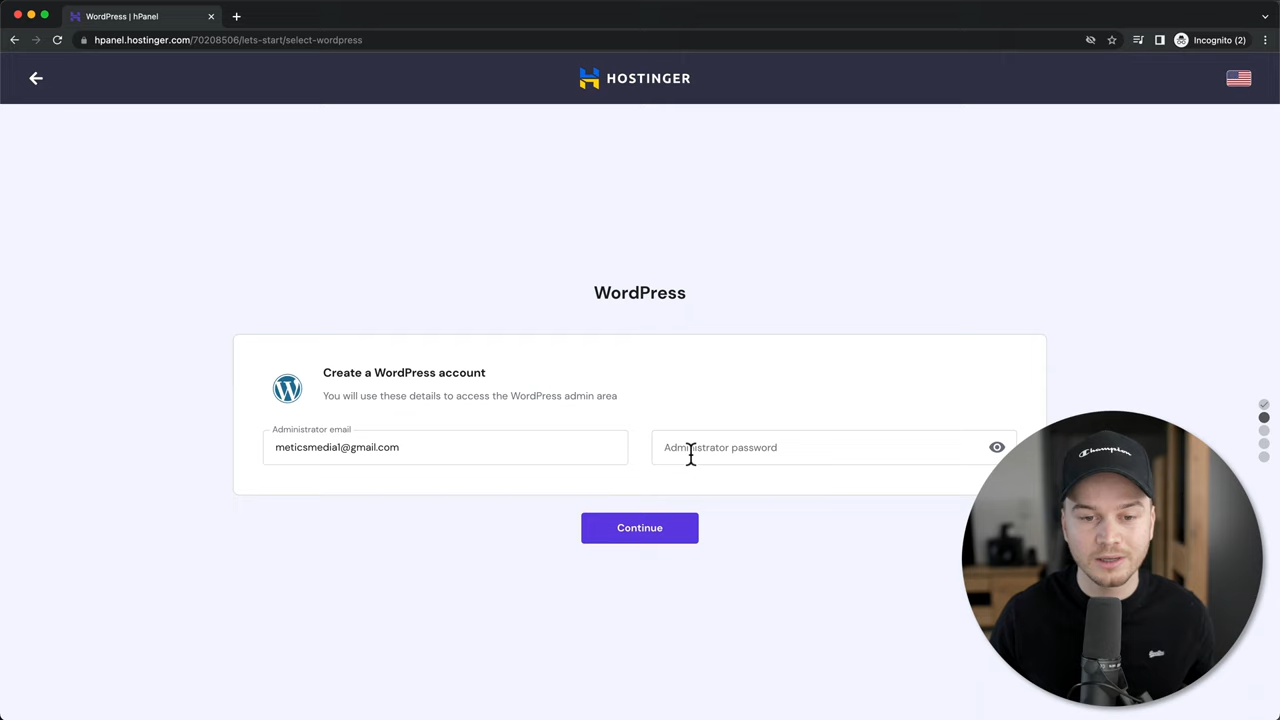 WordPress | hPanel
hpanel.hostinger.com/70208506/lets-start/select-wordpress
Incognito (2)
HOSTINGER
WordPress
Create a WordPress account
You will use these details to access the WordPress admin area
Administrator email
meticsmedia1@gmail.com
Administrator password
Continue
Champion